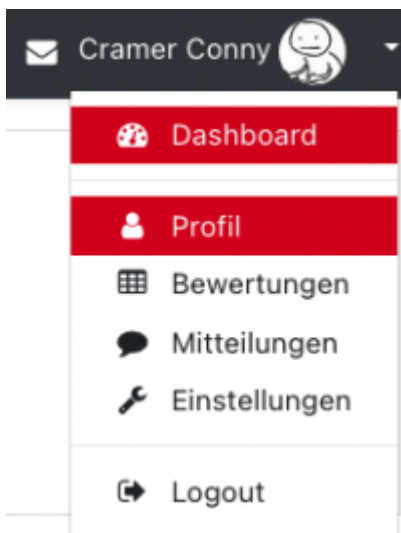 Cramer Conny
Dashboard
Profil
Bewertungen
Mitteilungen
Einstellungen
Logout